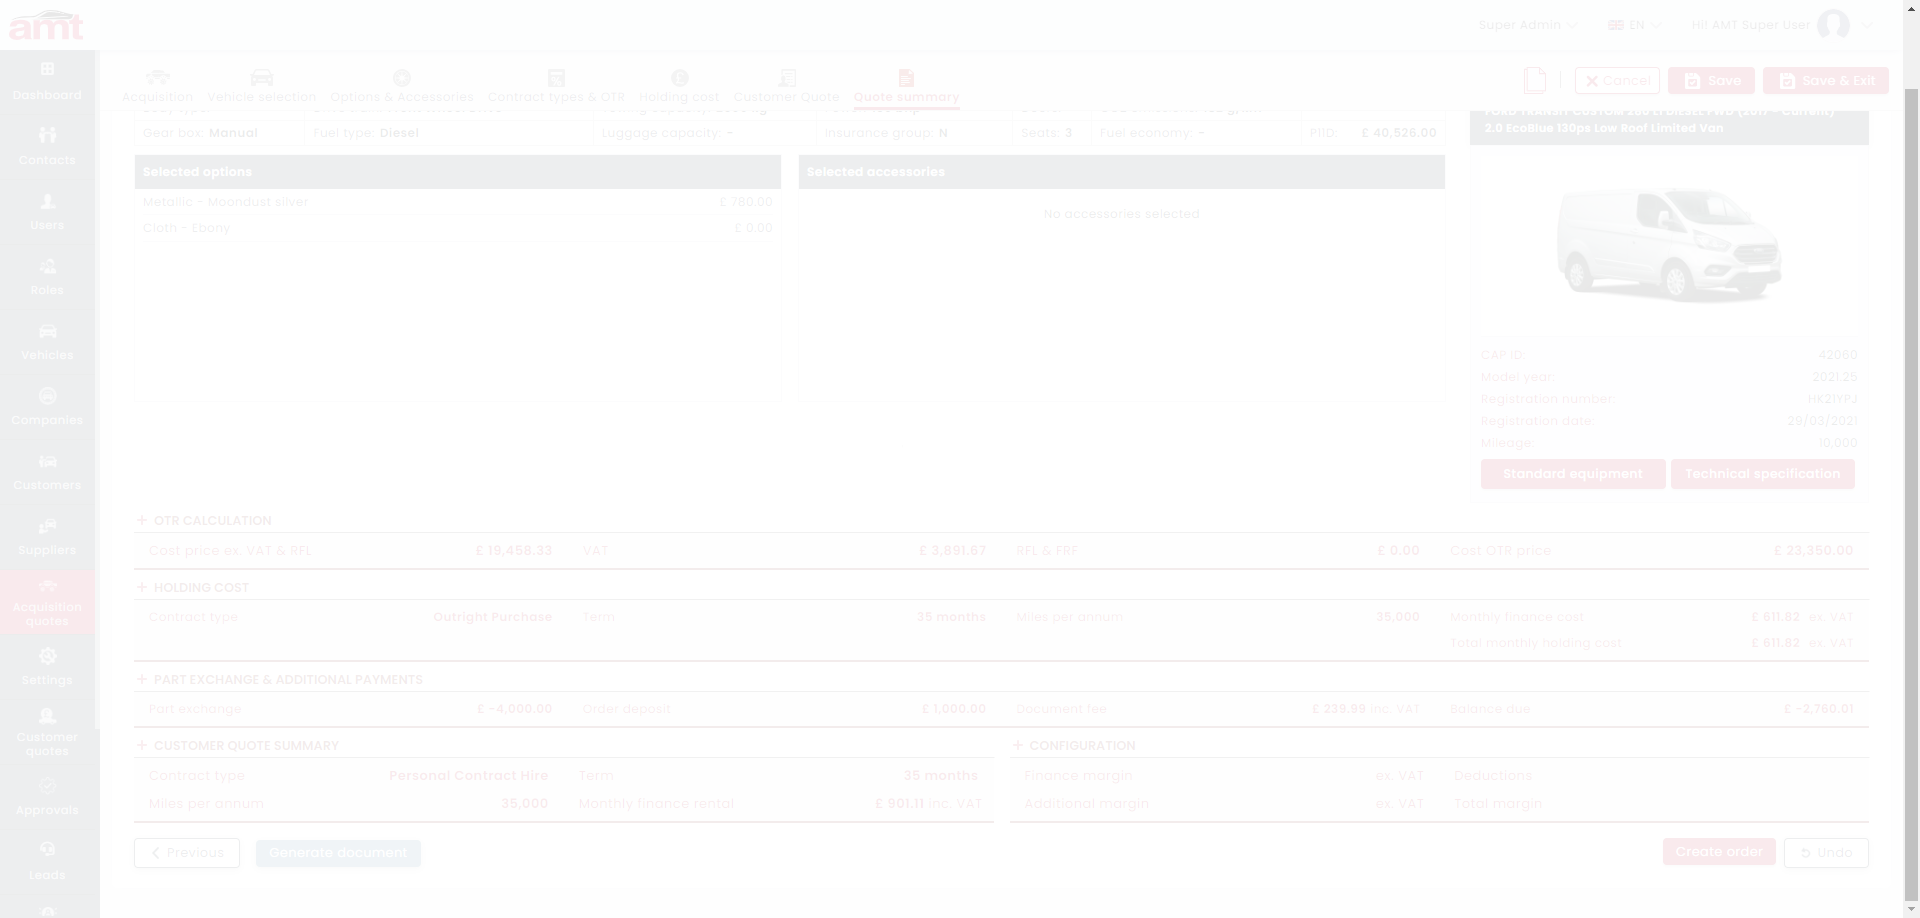 amt
Super Admin
EN
Hi! AMT Super User
Dashboard
Contacts
Users
Roles
Vehicles
Companies
Customers
Suppliers
Acquisition
quotes
Settings
Customer
quotes
Approvals
Leads
Acquisition
Vehicle selection
Options & Accessories
Contract types & OTR
Holding cost
Customer Quote
Quote summary
Cancel
Save
Save & Exit
Gear box: Manual
Fuel type: Diesel
Luggage capacity: -
Insurance group: N
Seats: 3
Fuel economy: -
P11D: £ 40,526.00
2.0 EcoBlue 130ps Low Roof Limited Van
Selected options
Metallic - Moondust silver £ 780.00
Cloth - Ebony £ 0.00
Selected accessories
No accessories selected
CAP ID: 42060
Model year: 2021.25
Registration number: HK21YPJ
Registration date: 29/03/2021
Mileage: 10,000
Standard equipment
Technical specification
+ OTR CALCULATION
Cost price ex. VAT & RFL £ 19,458.33 VAT £ 3,891.67 RFL & FRF £ 0.00 Cost OTR price £ 23,350.00
+ HOLDING COST
Contract type Outright Purchase Term 35 months Miles per annum 35,000 Monthly finance cost £ 611.82 ex. VAT
Total monthly holding cost £ 611.82 ex. VAT
+ PART EXCHANGE & ADDITIONAL PAYMENTS
Part exchange £ -4,000.00 Order deposit £ 1,000.00 Document fee £ 239.99 inc. VAT Balance due £ -2,760.01
+ CUSTOMER QUOTE SUMMARY
Contract type Personal Contract Hire Term 35 months
Miles per annum 35,000 Monthly finance rental £ 901.11 inc. VAT
+ CONFIGURATION
Finance margin ex. VAT Deductions
Additional margin ex. VAT Total margin
Previous
Generate document
Create order
Undo